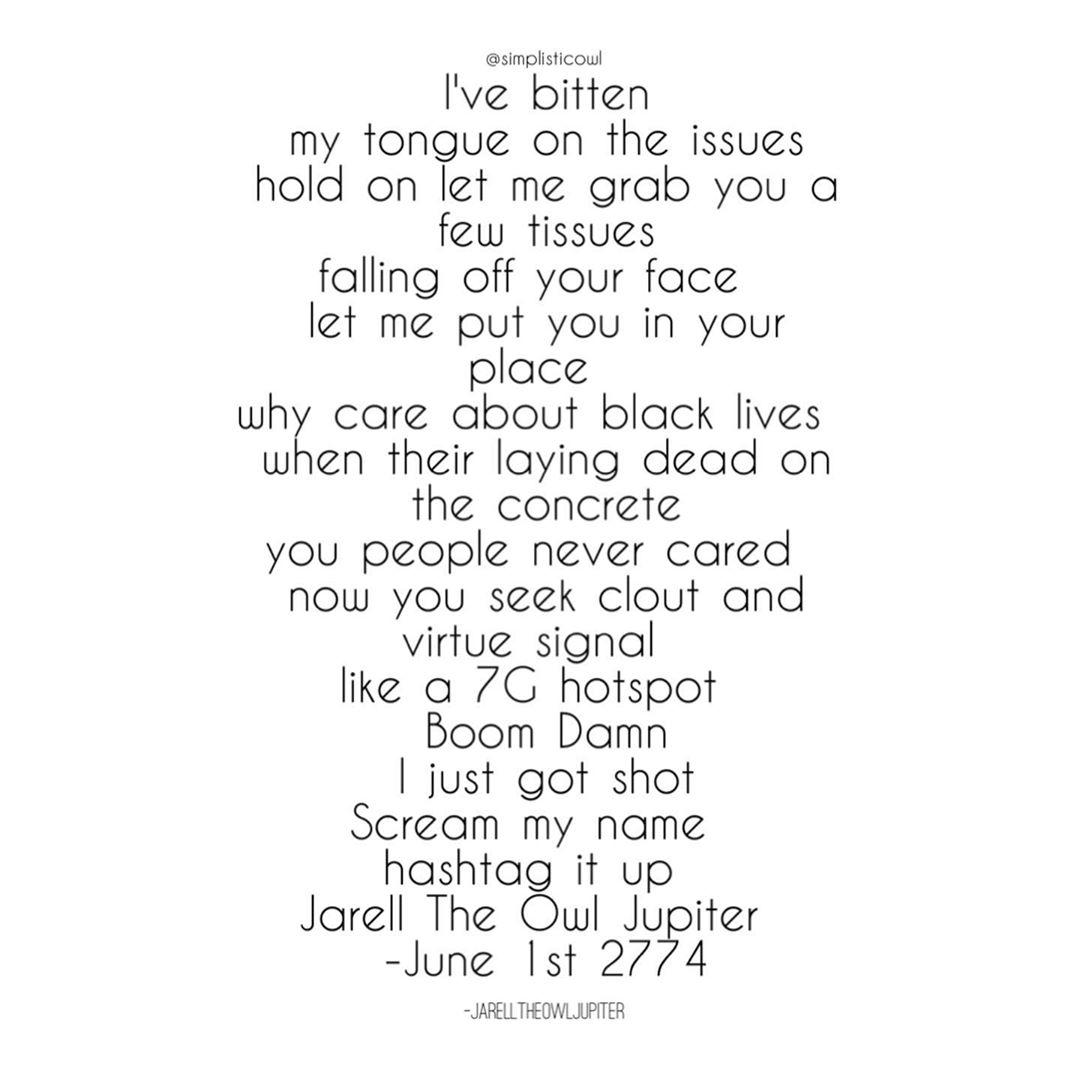 @simplisticowl
I've bitten
my tongue on the issues
hold on let me grab you a
few tissues
falling off your face
let me put you in your
place
why care about black lives
when their laying dead on
the concrete
you people never cared
now you seek clout and
virtue signal
like a 7G hotspot
Boom Damn
I just got shot
Scream my name
hashtag it up
Jarell The Owl Jupiter
-June 1st 2774
-JARELLTHEOWLJUPITER